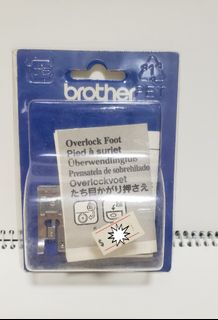 brother
Overlock Foot
Pied à surjet
Überwendlingfuß
Prensatela de sobrehilado
Overlockvoet
たち目かがり押さえ
$